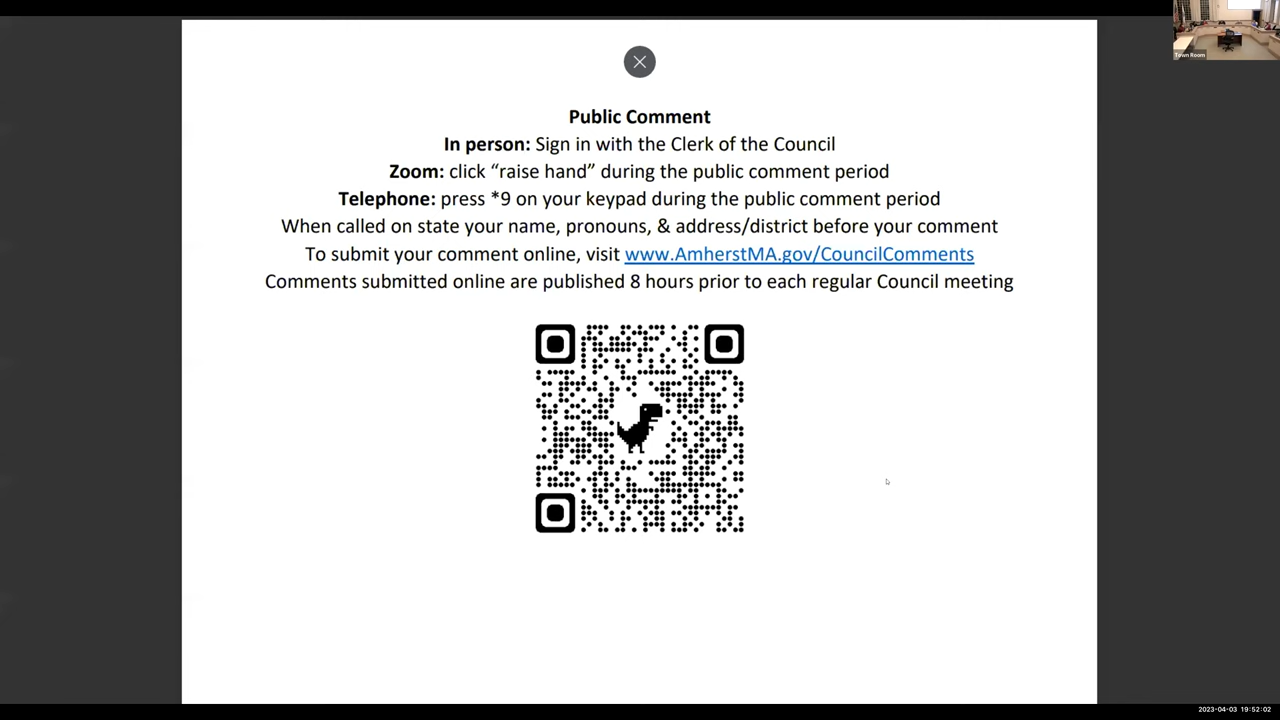 Town Room
Public Comment
In person: Sign in with the Clerk of the Council
Zoom: click “raise hand” during the public comment period
Telephone: press *9 on your keypad during the public comment period
When called on state your name, pronouns, & address/district before your comment
To submit your comment online, visit www.AmherstMA.gov/CouncilComments
Comments submitted online are published 8 hours prior to each regular Council meeting
2023-04-03 19:52:02